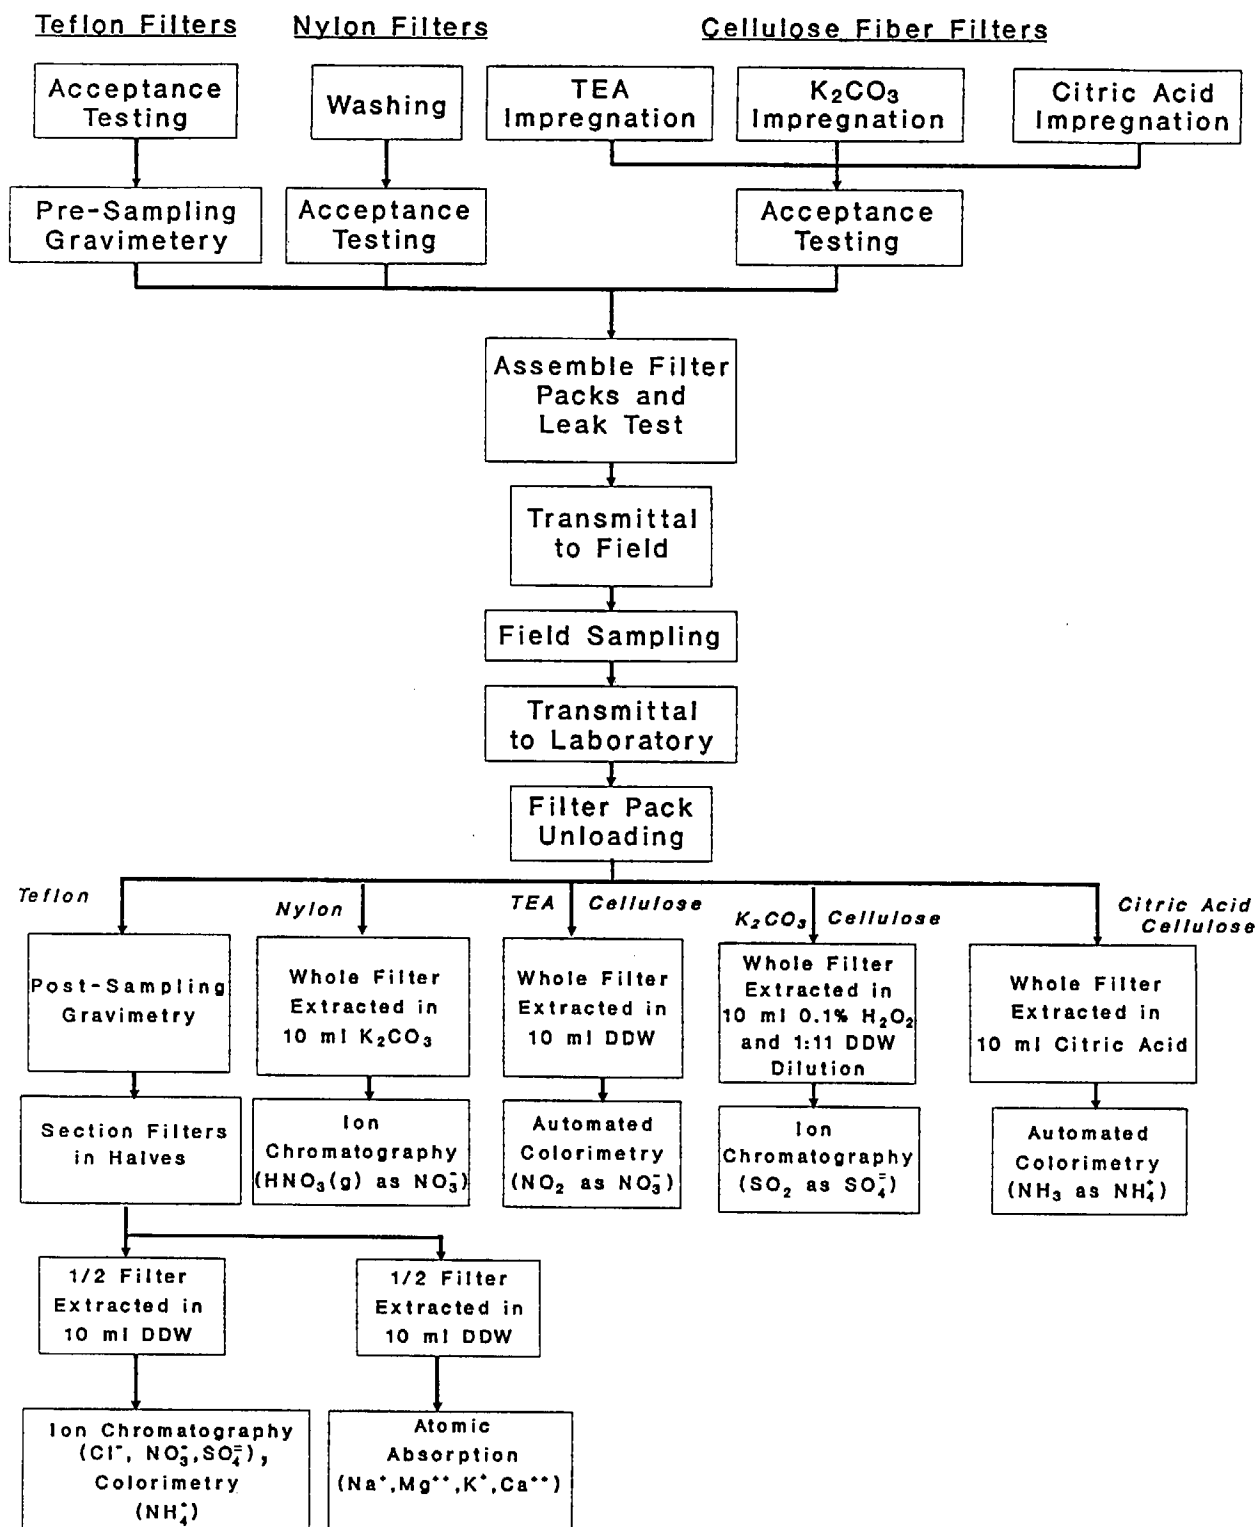 Teflon Filters
Nylon Filters
Cellulose Fiber Filters
Acceptance
Testing
Washing
TEA
Impregnation
K₂CO₃
Impregnation
Citric Acid
Impregnation
Pre-Sampling
Gravimetery
Acceptance
Testing
Acceptance
Testing
Assemble Filter
Packs and
Leak Test
Transmittal
to Field
Field Sampling
Transmittal
to Laboratory
Filter Pack
Unloading
Teflon
Nylon
TEA Cellulose
K₂CO₃ Cellulose
Citric Acid
Cellulose
Post-Sampling
Gravimetry
Whole Filter
Extracted in
10 ml K₂CO₃
Whole Filter
Extracted in
10 ml DDW
Whole Filter
Extracted in
10 ml 0.1% H₂O₂
and 1:11 DDW
Dilution
Whole Filter
Extracted in
10 ml Citric Acid
Section Filters
in Halves
Ion
Chromatography
(HNO₃(g) as NO₃⁻)
Automated
Colorimetry
(NO₂ as NO₃⁻)
Ion
Chromatography
(SO₂ as SO₄⁼)
Automated
Colorimetry
(NH₃ as NH₄⁺)
1/2 Filter
Extracted in
10 ml DDW
1/2 Filter
Extracted in
10 ml DDW
Ion Chromatography
(Cl⁻, NO₃⁻,SO₄⁼),
Colorimetry
(NH₄⁺)
Atomic
Absorption
(Na⁺,Mg⁺⁺,K⁺,Ca⁺⁺)